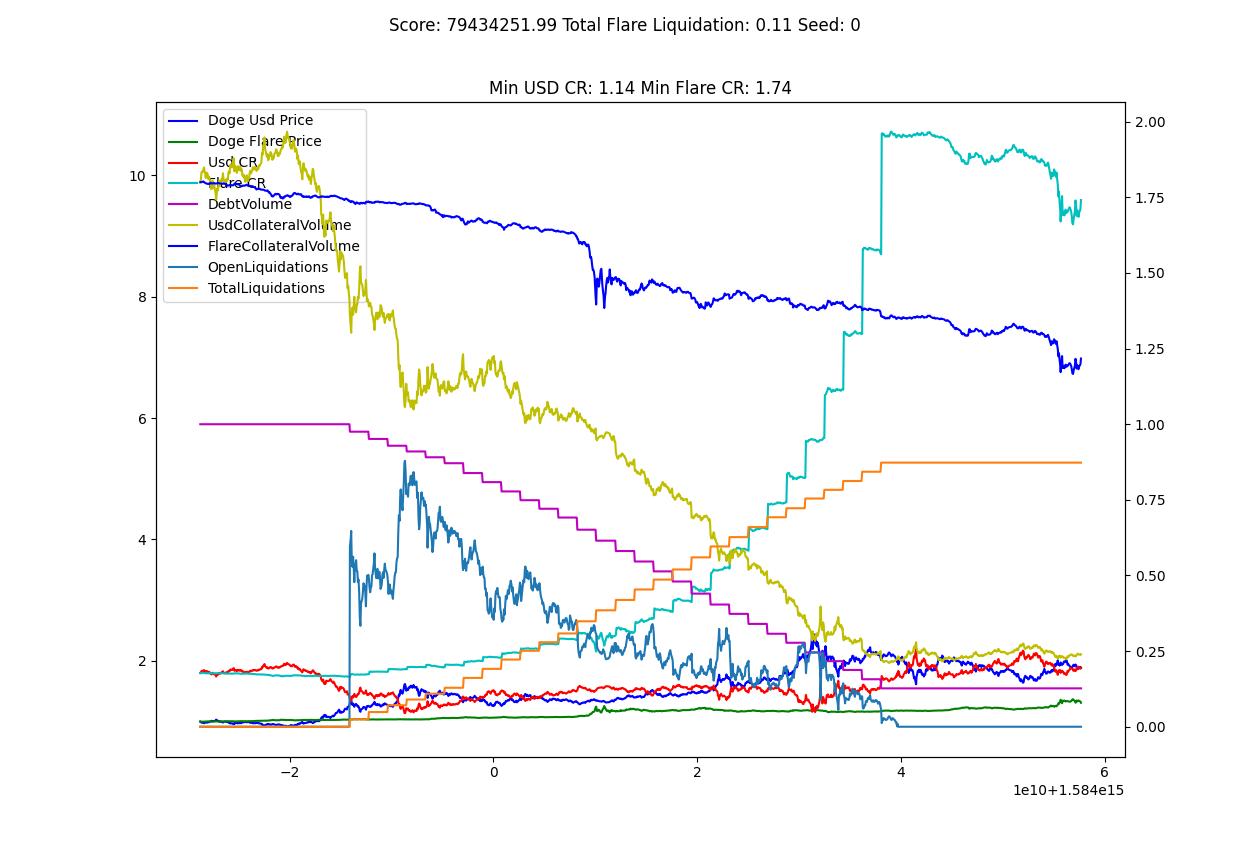 Score: 79434251.99 Total Flare Liquidation: 0.11 Seed: 0
Min USD CR: 1.14 Min Flare CR: 1.74
Doge Usd Price
Doge Flare Price
Usd CR
Flare CR
DebtVolume
UsdCollateralVolume
FlareCollateralVolume
OpenLiquidations
TotalLiquidations
10
8
6
4
2
2.00
1.75
1.50
1.25
1.00
0.75
0.50
0.25
0.00
−2
0
2
4
6
1e10+1.584e15